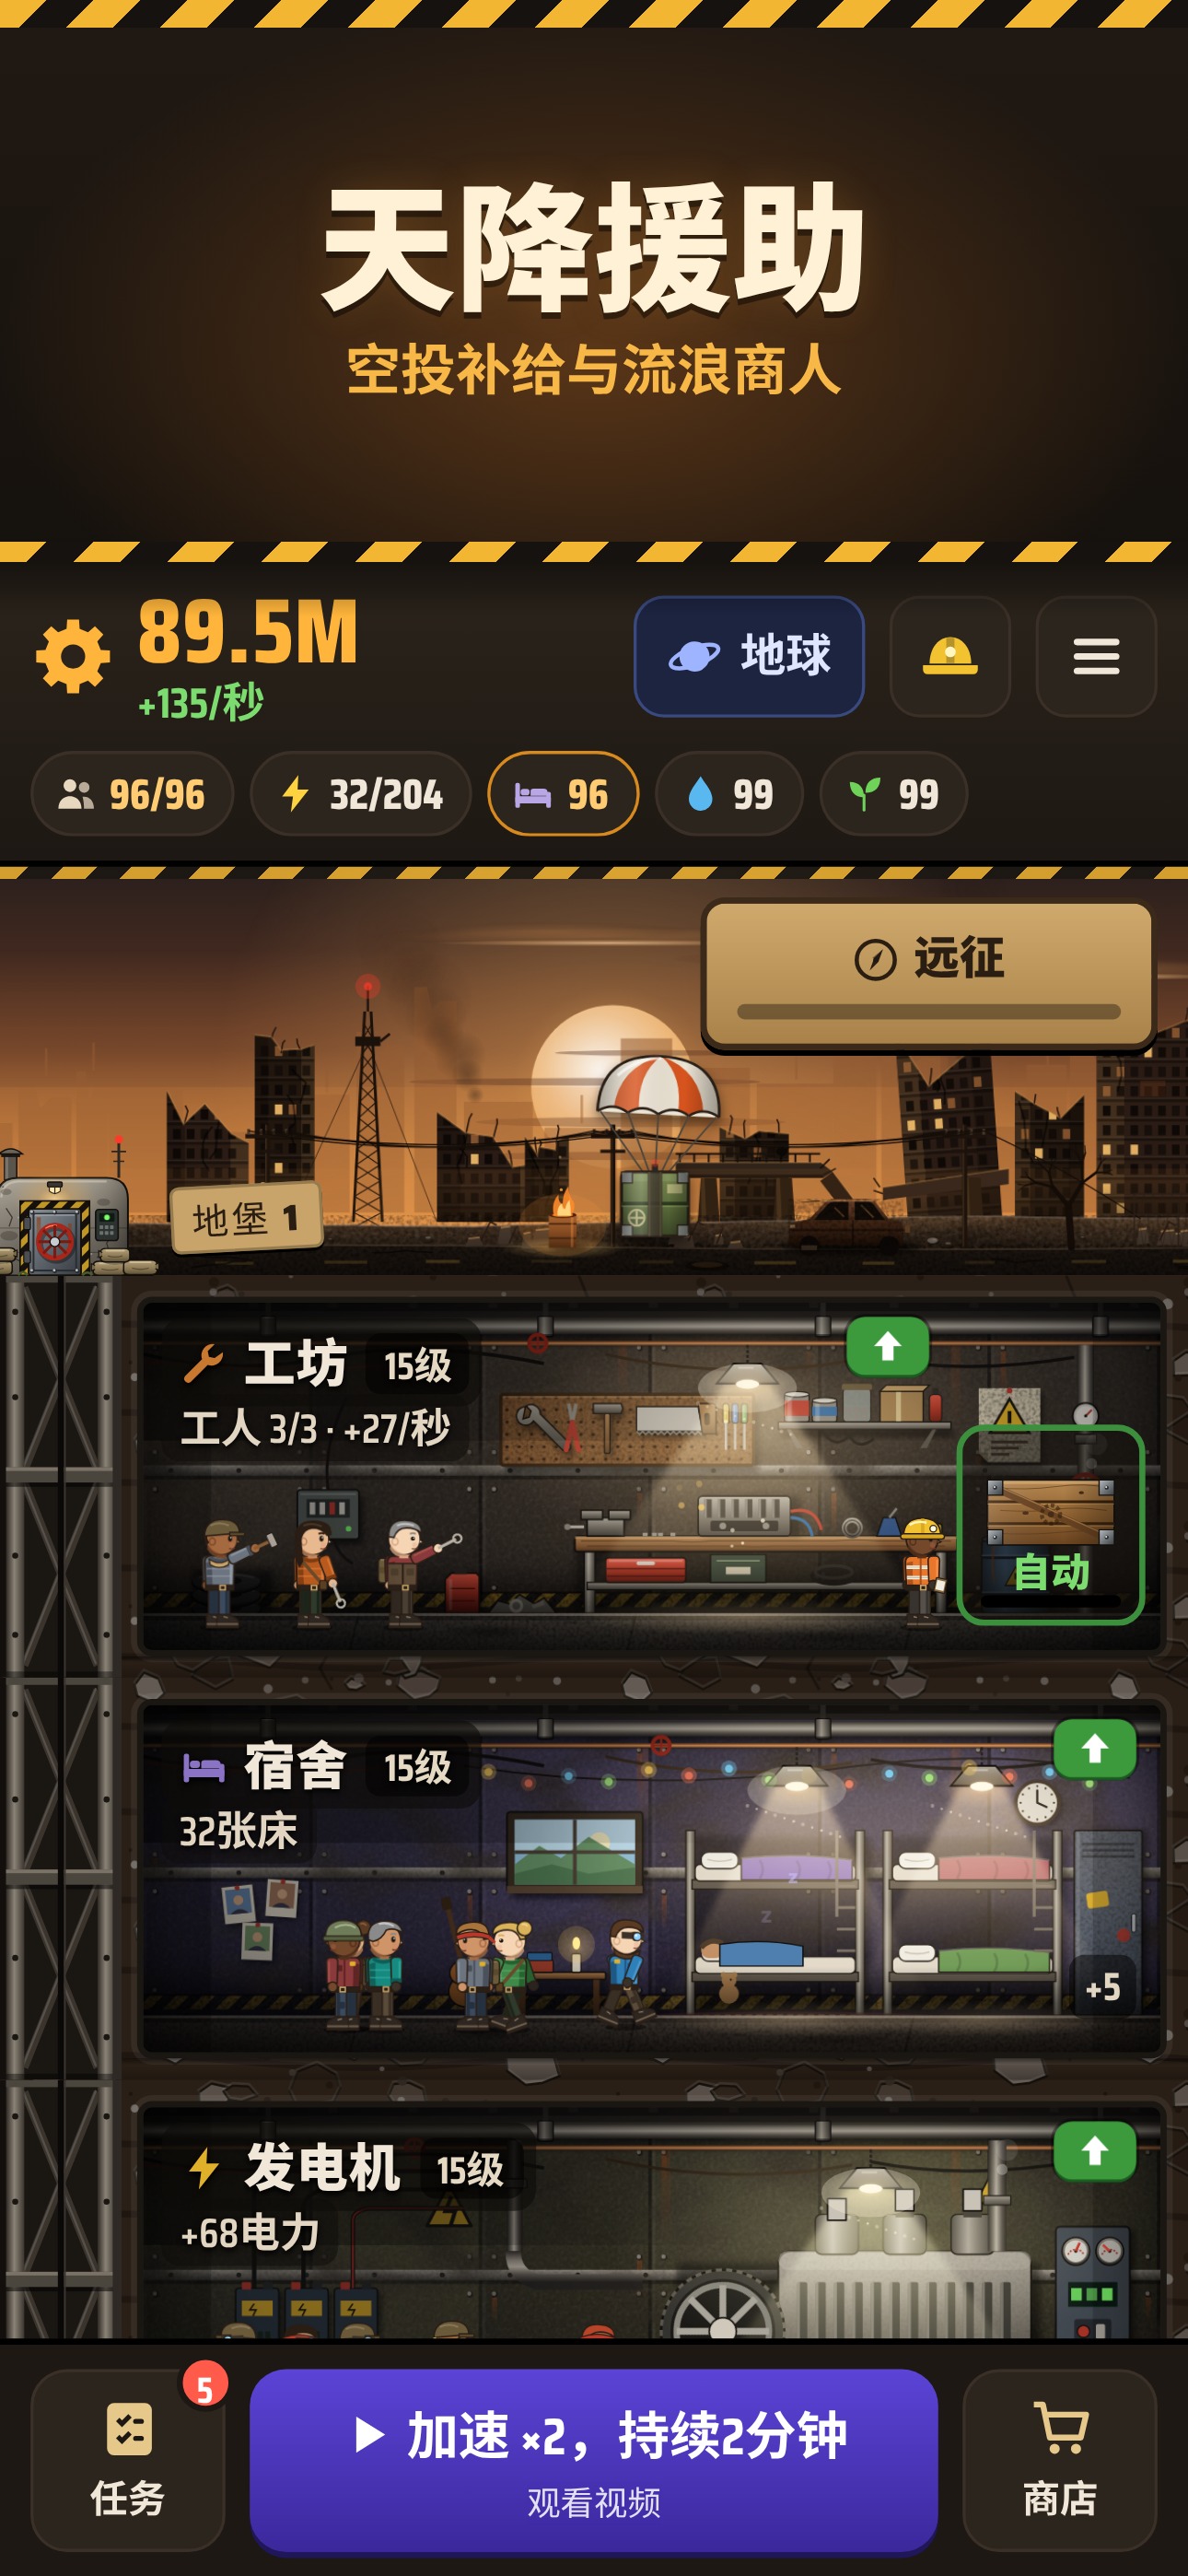 天降援助
空投补给与流浪商人
89.5M
+135/秒
地球
96/96
32/204
96
99
99
远征
地堡 1
工坊 15级
工人 3/3 · +27/秒
自动
宿舍 15级
32张床
z
z
+5
发电机 15级
+68电力
5
任务
加速 ×2，持续2分钟
观看视频
商店